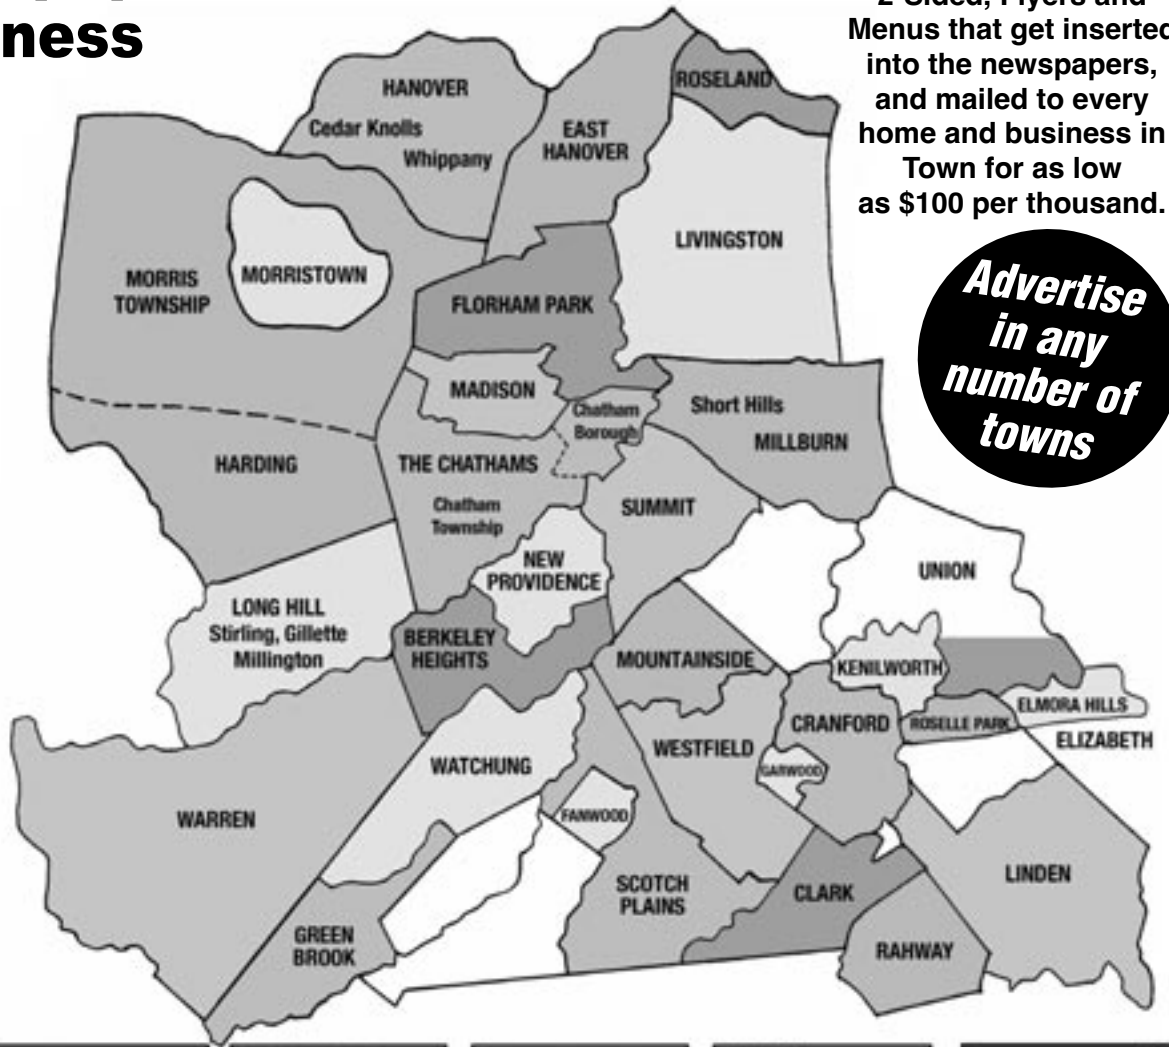 ness
2-Sided, Flyers and
Menus that get inserted
into the newspapers,
and mailed to every
home and business in
Town for as low
as $100 per thousand.
Advertise
in any
number of
towns
HANOVER
Cedar Knolls
Whippany
EAST
HANOVER
ROSELAND
LIVINGSTON
MORRIS
TOWNSHIP
MORRISTOWN
FLORHAM PARK
MADISON
Chatham
Borough
Short Hills
MILLBURN
HARDING
THE CHATHAMS
Chatham
Township
SUMMIT
NEW
PROVIDENCE
UNION
LONG HILL
Stirling, Gillette
Millington
BERKELEY
HEIGHTS
MOUNTAINSIDE
KENILWORTH
ELMORA HILLS
ROSELLE PARK
ELIZABETH
CRANFORD
WESTFIELD
GARWOOD
WATCHUNG
WARREN
FANWOOD
LINDEN
SCOTCH
PLAINS
CLARK
GREEN
BROOK
RAHWAY